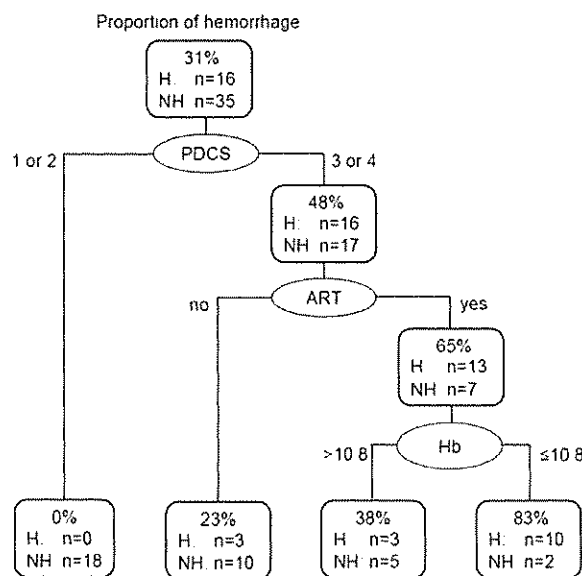 Proportion of hemorrhage
31%
H. n=16
NH n=35
1 or 2
PDCS
3 or 4
48%
H: n=16
NH n=17
no
ART
yes
65%
H n=13
NH n=7
>10 8
Hb
≤10 8
0%
H. n=0
NH n=18
23%
H. n=3
NH. n=10
38%
H n=3
NH: n=5
83%
H: n=10
NH n=2